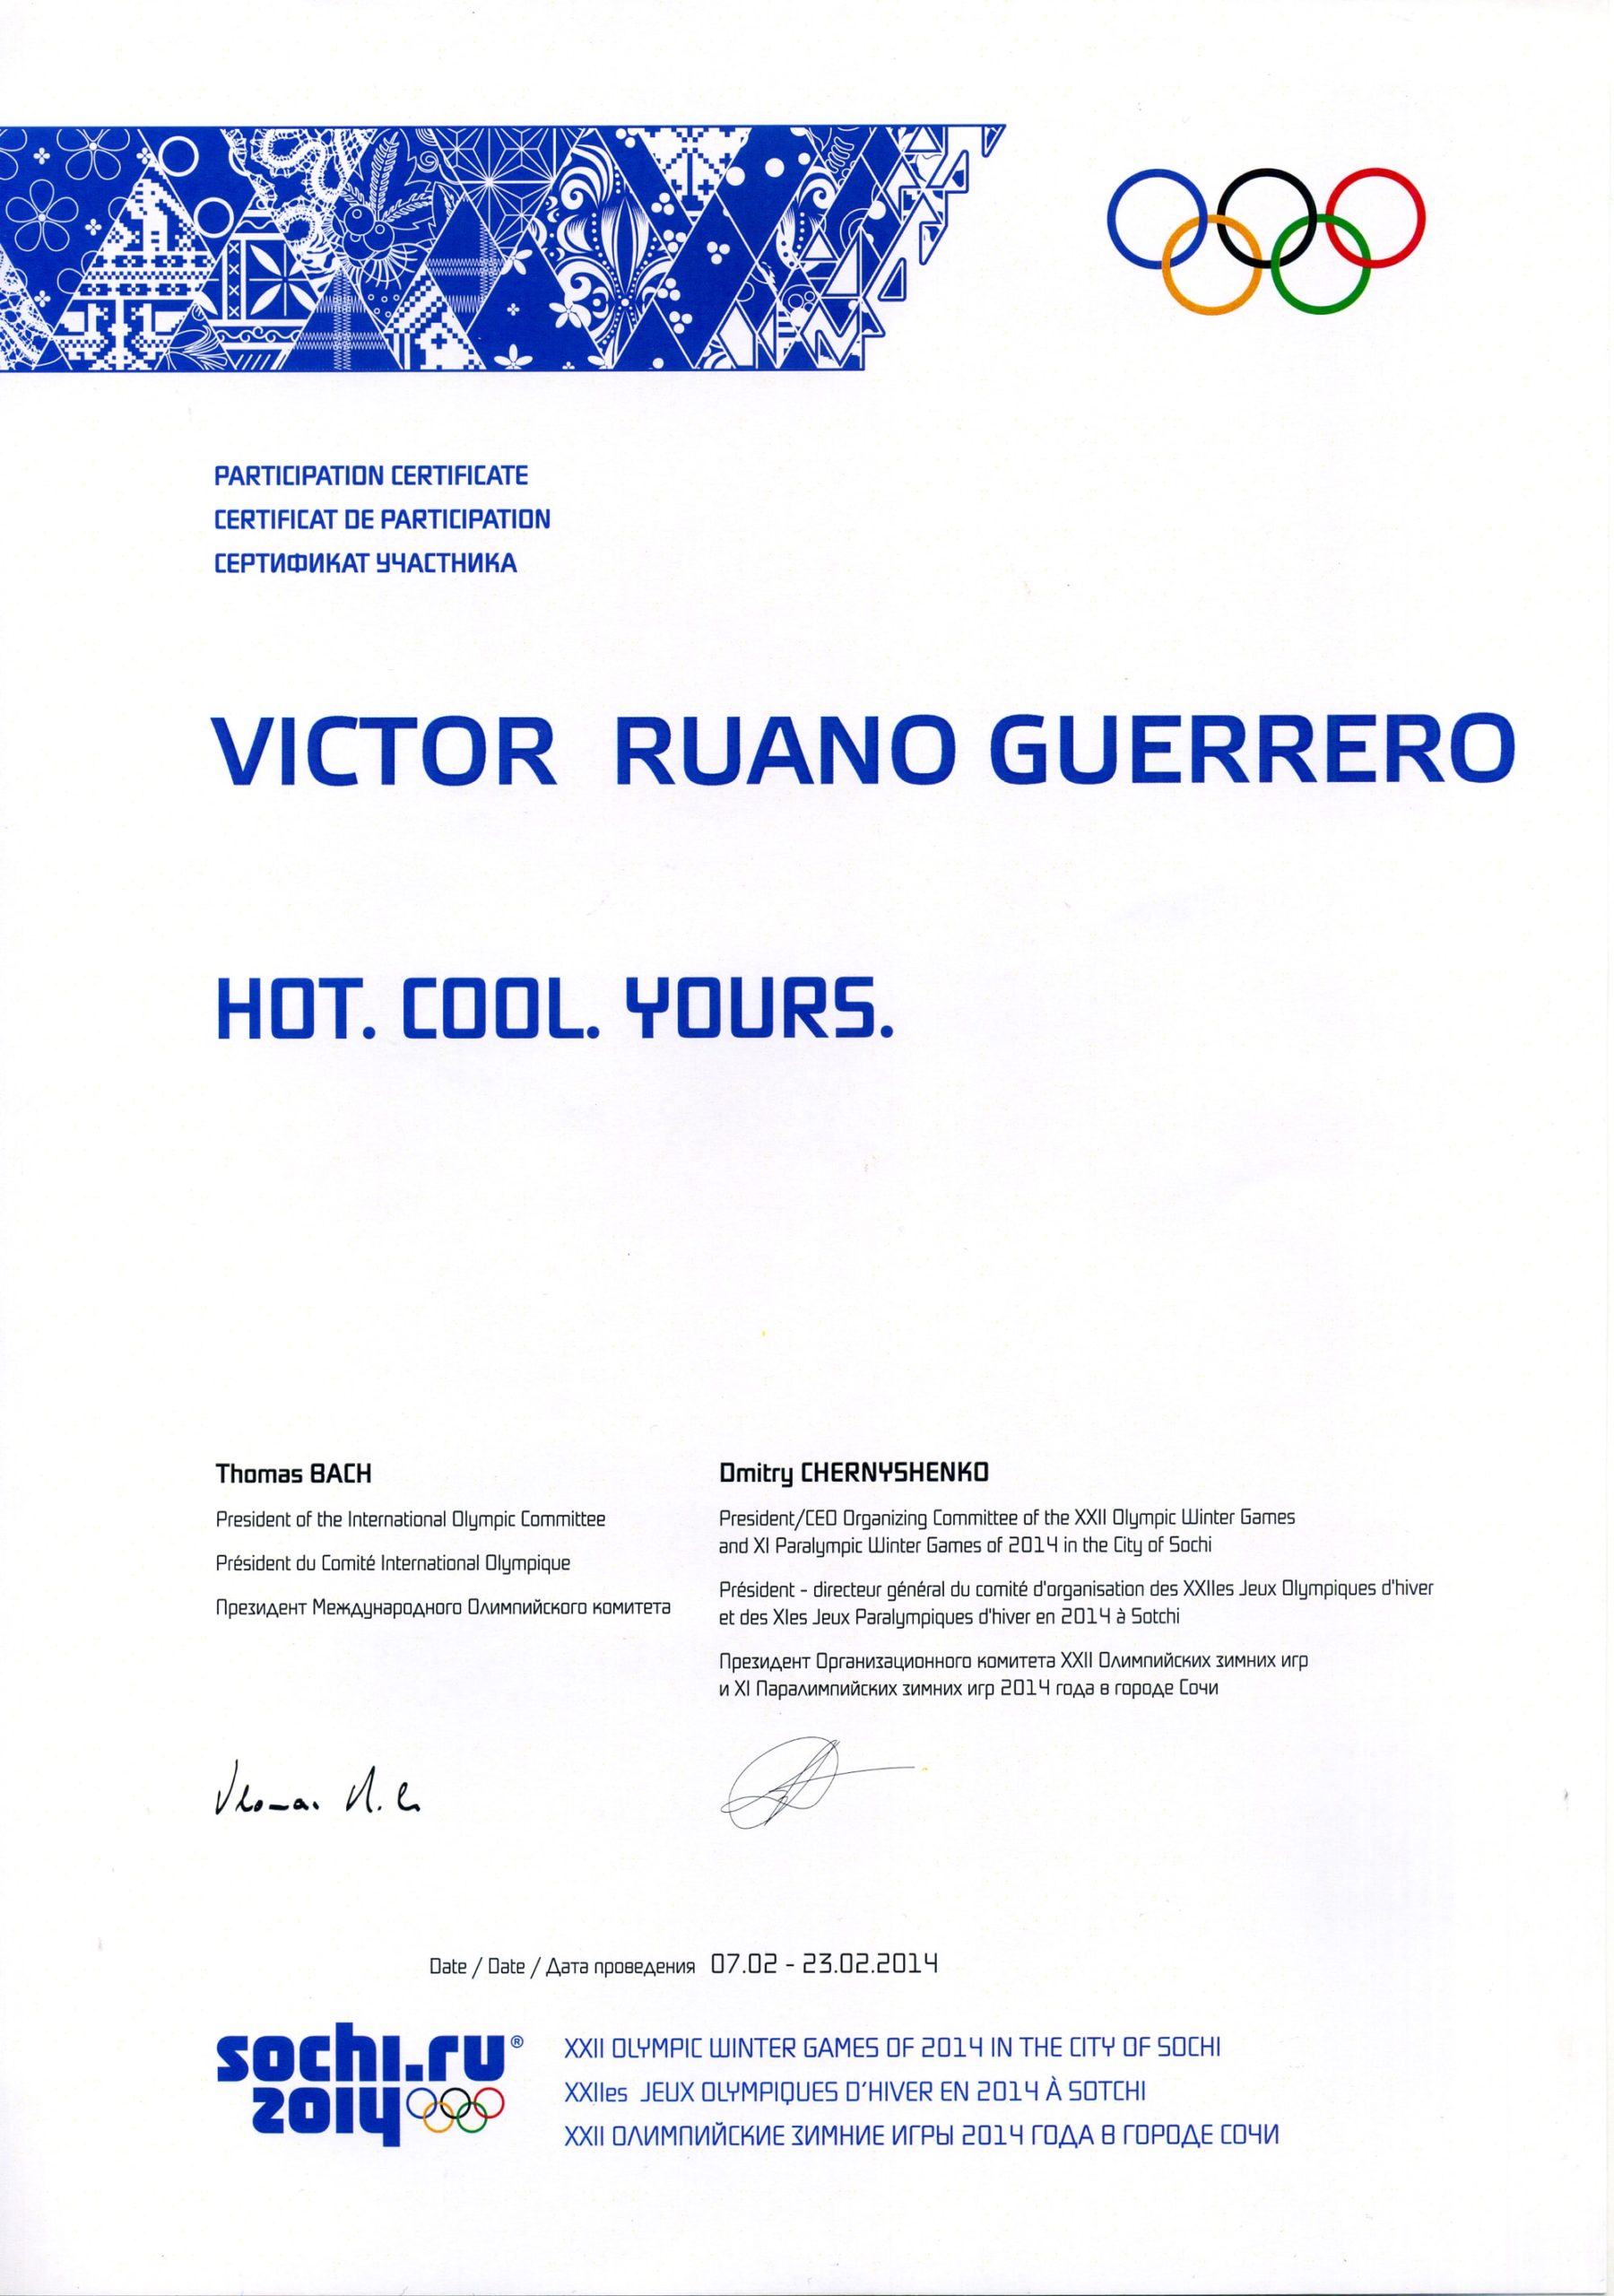 PARTICIPATION CERTIFICATE
CERTIFICAT DE PARTICIPATION
СЕРТИФИКАТ УЧАСТНИКА
VICTOR RUANO GUERRERO
HOT. COOL. YOURS.
Thomas BACH
President of the International Olympic Committee
Président du Comité International Olympique
Президент Международного Олимпийского комитета
Dmitry CHERNYSHENKO
President/CEO Organizing Committee of the XXII Olympic Winter Games
and XI Paralympic Winter Games of 2014 in the City of Sochi
Président - directeur général du comité d'organisation des XXIIes Jeux Olympiques d'hiver
et des XIes Jeux Paralympiques d'hiver en 2014 à Sotchi
Президент Организационного комитета XXII Олимпийских зимних игр
и XI Паралимпийских зимних игр 2014 года в городе Сочи
Date / Date / Дата проведения 07.02 - 23.02.2014
sochi.ru®
2014
XXII OLYMPIC WINTER GAMES OF 2014 IN THE CITY OF SOCHI
XXIIes JEUX OLYMPIQUES D'HIVER EN 2014 À SOTCHI
XXII ОЛИМПИЙСКИЕ ЗИМНИЕ ИГРЫ 2014 ГОДА В ГОРОДЕ СОЧИ